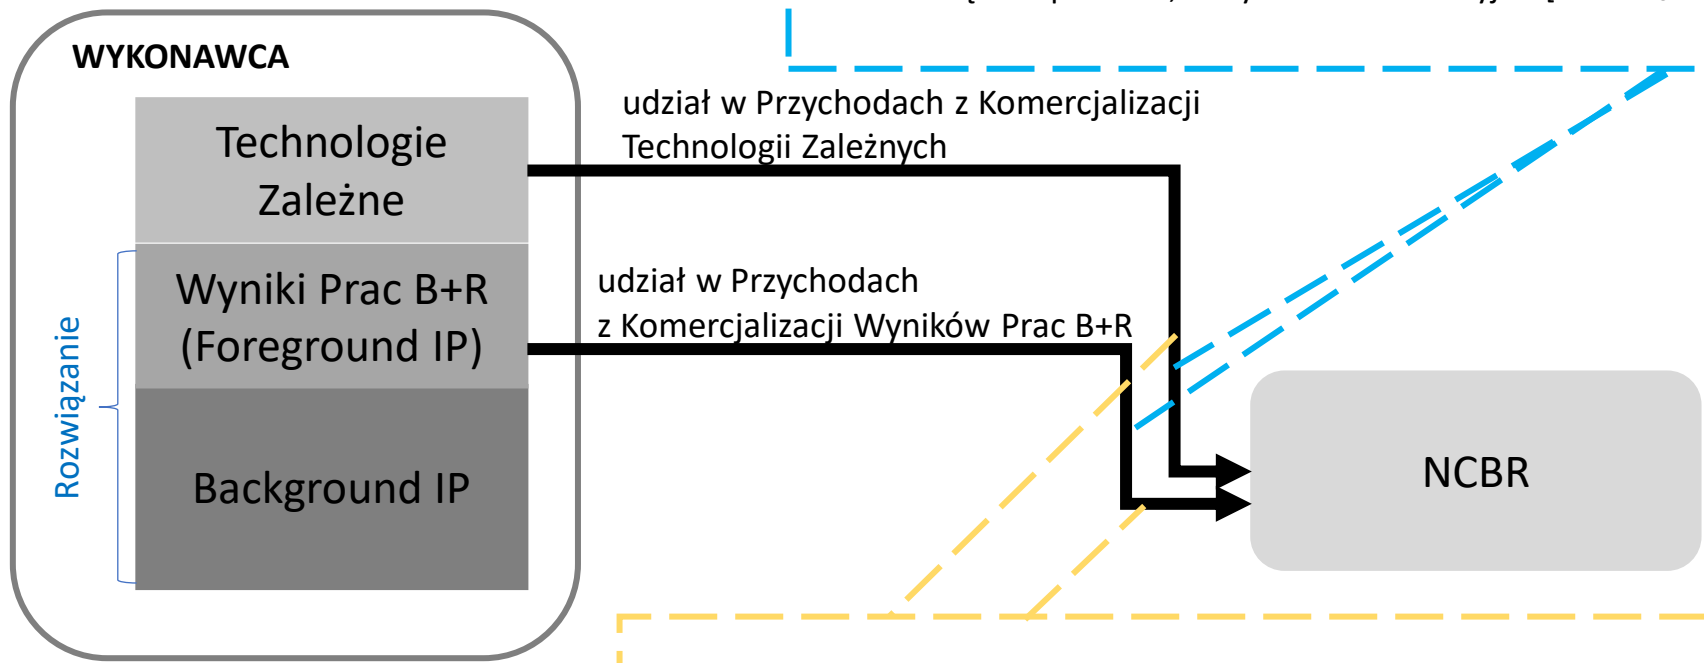 WYKONAWCA
udział w Przychodach z Komercjalizacji
Technologii Zależnych
Technologie
Zależne
udział w Przychodach
z Komercjalizacji Wyników Prac B+R
Wyniki Prac B+R
(Foreground IP)
Rozwiązanie
Background IP
NCBR